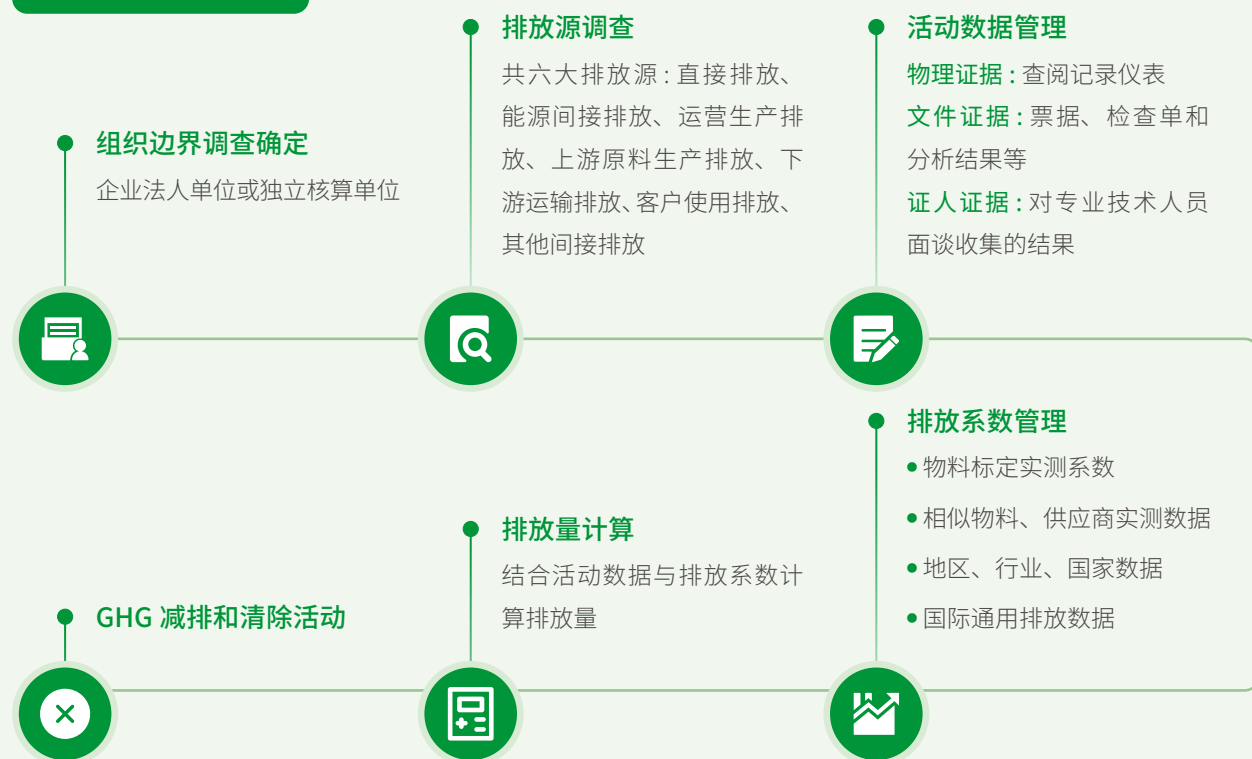 组织边界调查确定
企业法人单位或独立核算单位
排放源调查
共六大排放源：直接排放、
能源间接排放、运营生产排
放、上游原料生产排放、下
游运输排放、客户使用排放、
其他间接排放
活动数据管理
物理证据：查阅记录仪表
文件证据：票据、检查单和
分析结果等
证人证据：对专业技术人员
面谈收集的结果
排放系数管理
•物料标定实测系数
•相似物料、供应商实测数据
•地区、行业、国家数据
•国际通用排放数据
排放量计算
结合活动数据与排放系数计
算排放量
GHG 减排和清除活动